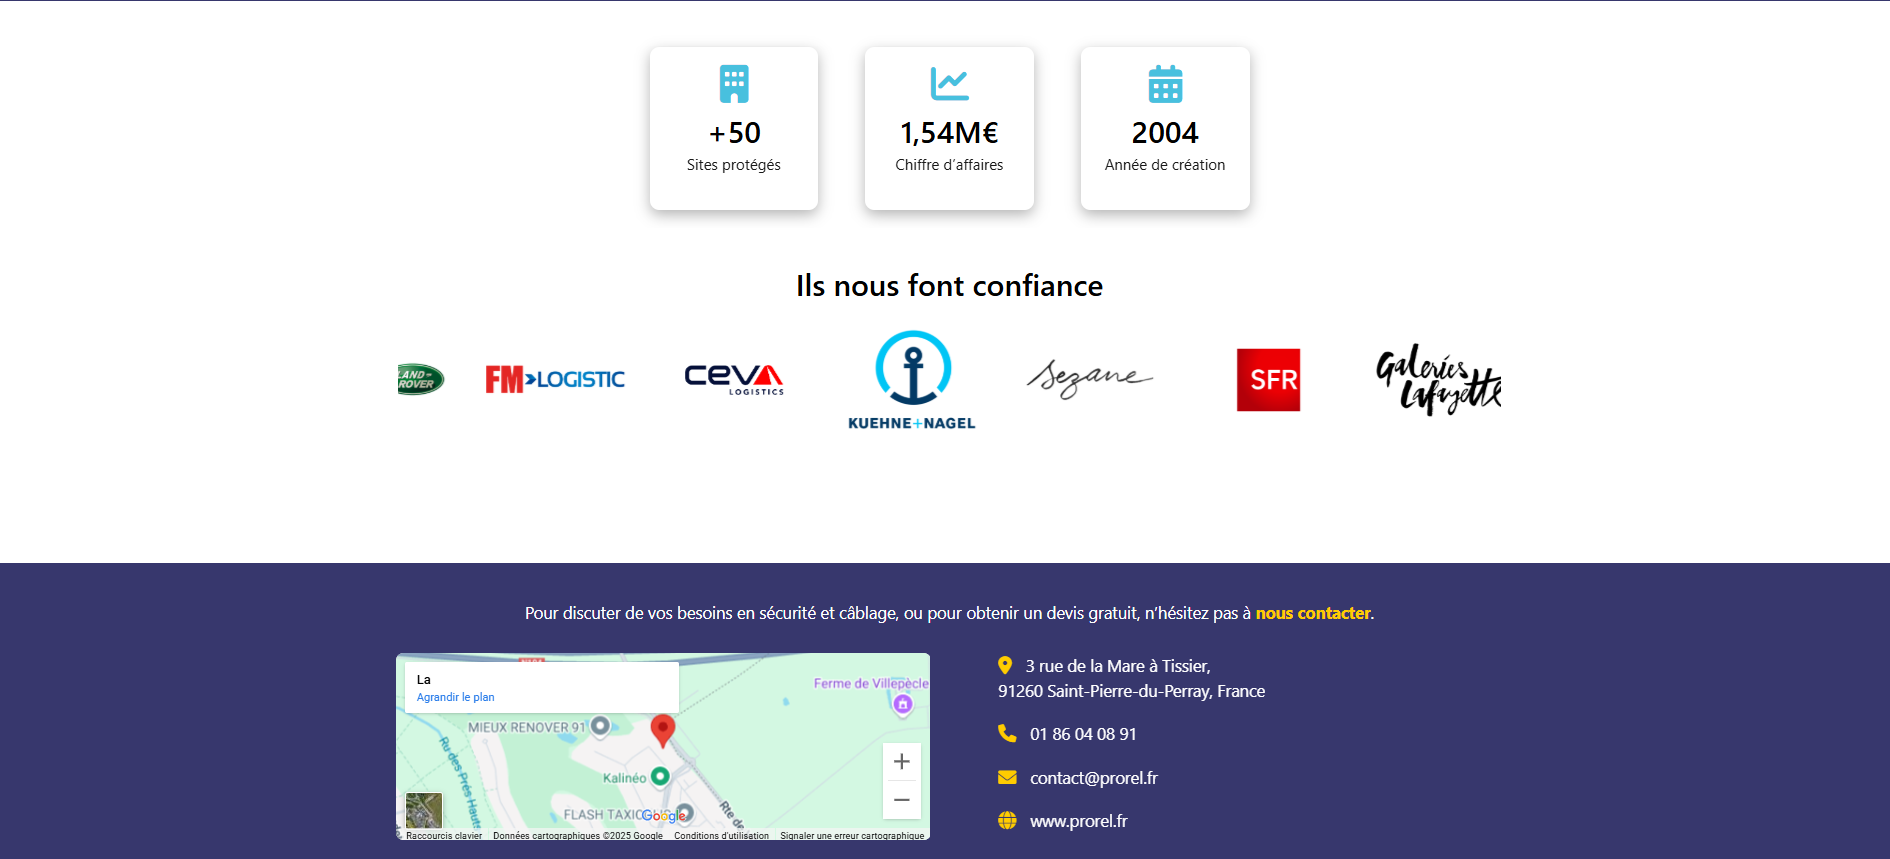 +50
Sites protégés
1,54M€
Chiffre d'affaires
2004
Année de création
Ils nous font confiance
LAND-
ROVER
FM>LOGISTIC
CEVA
LOGISTICS
KUEHNE+NAGEL
Sezane
SFR
Galeries
Lafayette
Pour discuter de vos besoins en sécurité et câblage, ou pour obtenir un devis gratuit, n'hésitez pas à nous contacter.
La
Agrandir le plan
Ferme de Villepècle
MIEUX RENOVER 91
Ru-des-Prés-Hauts
Kalinéo
FLASH TAXI
Google
Rte de
Raccourcis clavier
Données cartographiques ©2025 Google
Conditions d'utilisation
Signaler une erreur cartographique
3 rue de la Mare à Tissier,
91260 Saint-Pierre-du-Perray, France
01 86 04 08 91
contact@prorel.fr
www.prorel.fr